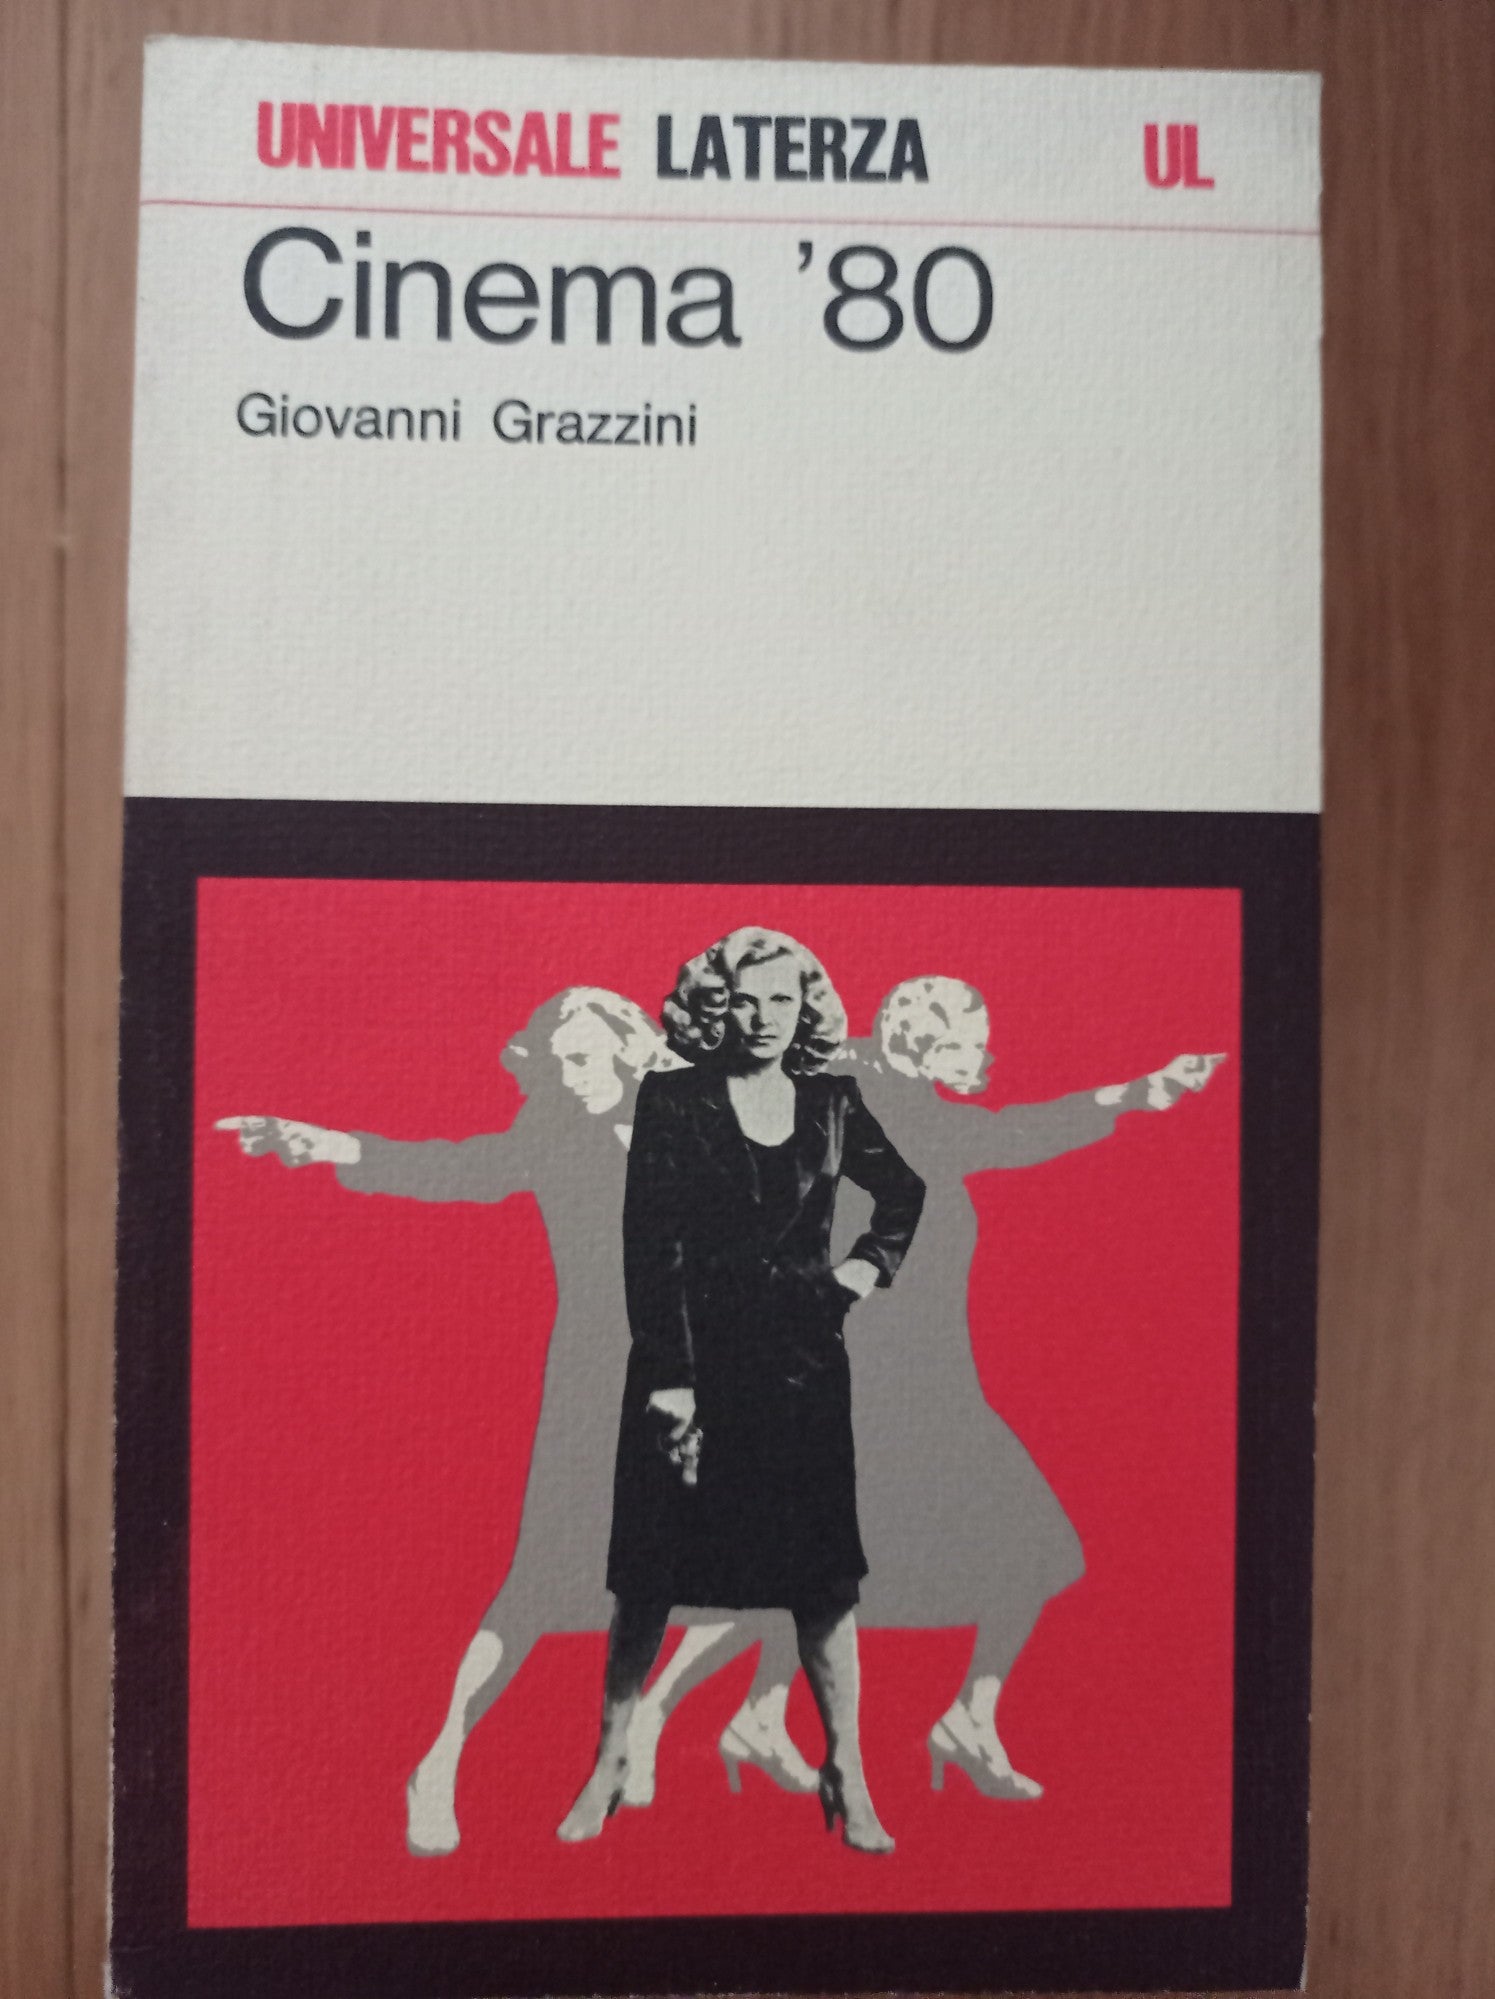 UNIVERSALE LATERZA UL
Cinema '80
Giovanni Grazzini